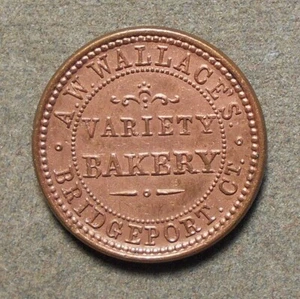 A.W. WALLACE'S
VARIETY
BAKERY
BRIDGEPORT CT.